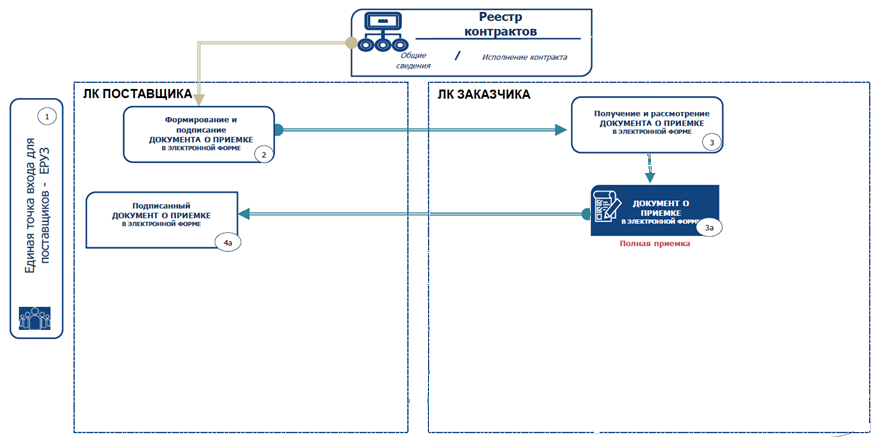 Реестр
контрактов
Общие
сведения
/
Исполнение контракта
1
Единая точка входа для
поставщиков - ЕРУЗ
ЛК ПОСТАВЩИКА
Формирование и
подписание
ДОКУМЕНТА О ПРИЕМКЕ
В ЭЛЕКТРОННОЙ ФОРМЕ
2
Подписанный
ДОКУМЕНТ О ПРИЕМКЕ
В ЭЛЕКТРОННОЙ ФОРМЕ
4а
ЛК ЗАКАЗЧИКА
Получение и рассмотрение
ДОКУМЕНТА О ПРИЕМКЕ
В ЭЛЕКТРОННОЙ ФОРМЕ
3
ДОКУМЕНТ О
ПРИЕМКЕ
В ЭЛЕКТРОННОЙ ФОРМЕ
3а
Полная приемка